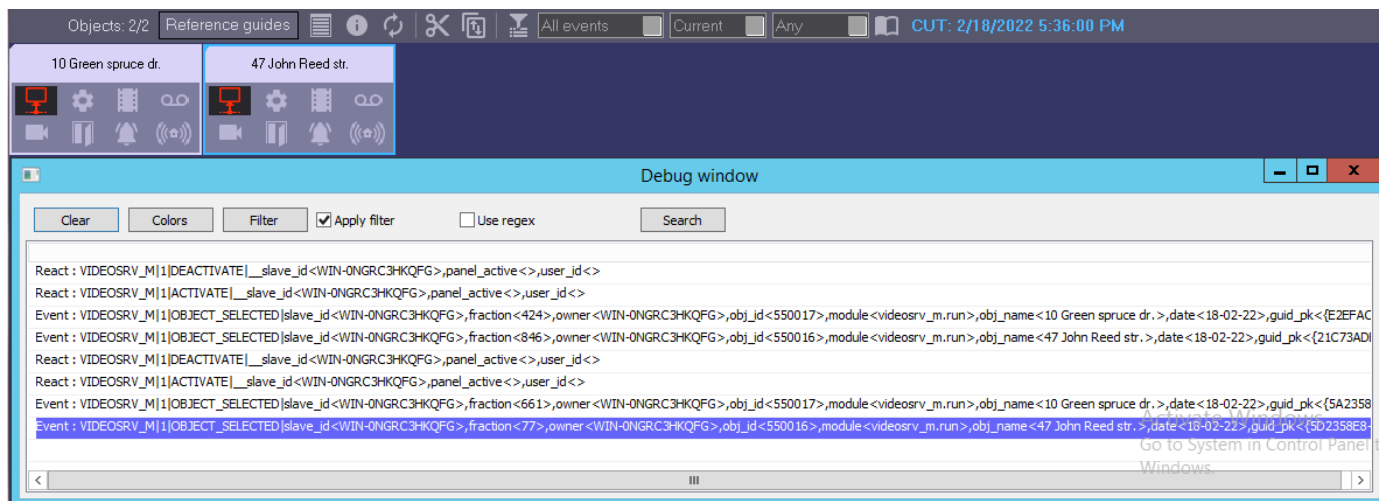 Objects: 2/2 Reference guides All events Current Any CUT: 2/18/2022 5:36:00 PM
10 Green spruce dr. 47 John Reed str.
Debug window
Clear Colors Filter Apply filter Use regex Search
React : VIDEOSRV_M|1|DEACTIVATE|__slave_id<WIN-0NGRC3HKQFG>,panel_active<>,user_id<>
React : VIDEOSRV_M|1|ACTIVATE|__slave_id<WIN-0NGRC3HKQFG>,panel_active<>,user_id<>
Event : VIDEOSRV_M|1|OBJECT_SELECTED|slave_id<WIN-0NGRC3HKQFG>,fraction<424>,owner<WIN-0NGRC3HKQFG>,obj_id<550017>,module<videosrv_m.run>,obj_name<10 Green spruce dr.>,date<18-02-22>,guid_pk<{E2EFAC
Event : VIDEOSRV_M|1|OBJECT_SELECTED|slave_id<WIN-0NGRC3HKQFG>,fraction<846>,owner<WIN-0NGRC3HKQFG>,obj_id<550016>,module<videosrv_m.run>,obj_name<47 John Reed str.>,date<18-02-22>,guid_pk<{21C73AD
React : VIDEOSRV_M|1|DEACTIVATE|__slave_id<WIN-0NGRC3HKQFG>,panel_active<>,user_id<>
React : VIDEOSRV_M|1|ACTIVATE|__slave_id<WIN-0NGRC3HKQFG>,panel_active<>,user_id<>
Event : VIDEOSRV_M|1|OBJECT_SELECTED|slave_id<WIN-0NGRC3HKQFG>,fraction<661>,owner<WIN-0NGRC3HKQFG>,obj_id<550017>,module<videosrv_m.run>,obj_name<10 Green spruce dr.>,date<18-02-22>,guid_pk<{5A2358
Event : VIDEOSRV_M|1|OBJECT_SELECTED|slave_id<WIN-0NGRC3HKQFG>,fraction<77>,owner<WIN-0NGRC3HKQFG>,obj_id<550016>,module<videosrv_m.run>,obj_name<47 John Reed str.>,date<18-02-22>,guid_pk<{5D2358E8-
Activate Windows
Go to System in Control Panel t
Windows.